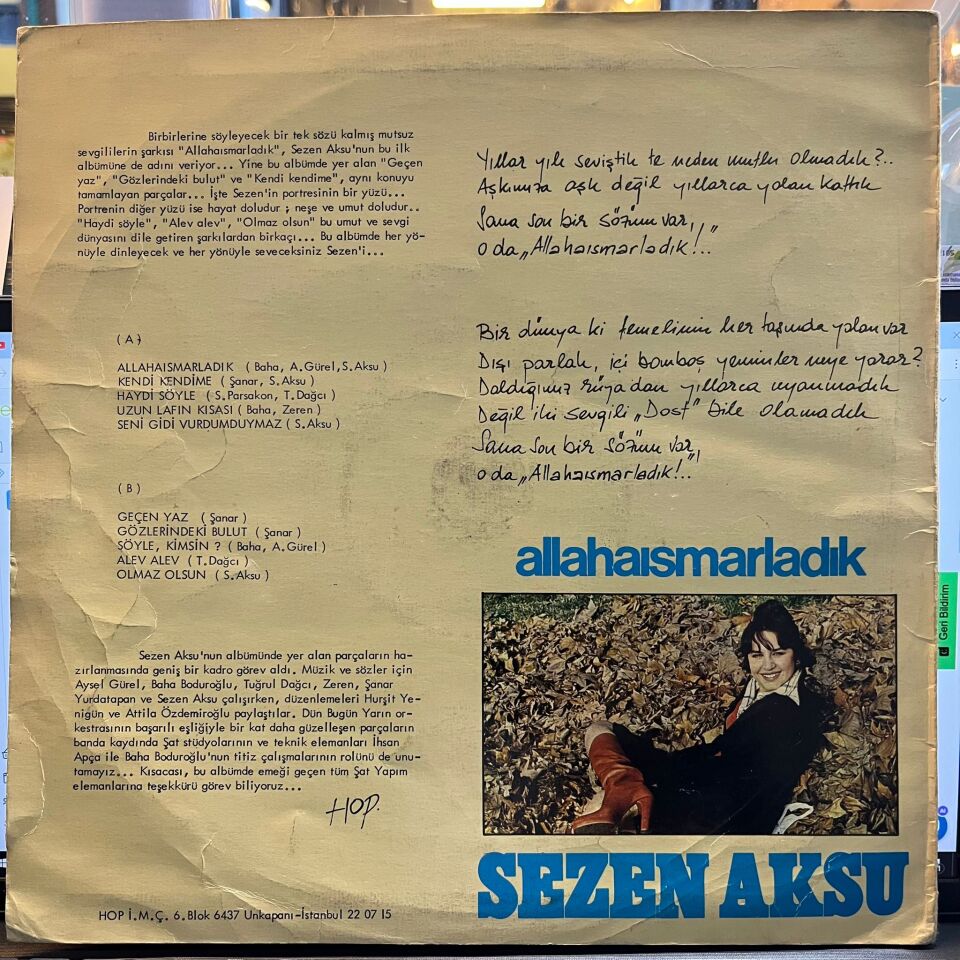 Birbirlerine söyleyecek bir tek sözü kalmış mutsuz
sevgililerin şarkısı "Allahaısmarladık", Sezen Aksu'nun bu ilk
albümüne de adını veriyor... Yine bu albümde yer alan "Geçen
yaz", "Gözlerindeki bulut" ve "Kendi kendime", aynı konuyu
tamamlayan parçalar... İşte Sezen'in portresinin bir yüzü...
Portrenin diğer yüzü ise hayat doludur ; neşe ve umut doludur..
"Haydi söyle", "Alev alev", "Olmaz olsun" bu umut ve sevgi
dünyasını dile getiren şarkılardan birkaçı... Bu albümde her yö-
nüyle dinleyecek ve her yönüyle seveceksiniz Sezen'i...
Yıllar yılı seviştik te neden mutlu olmadık?..
Aşkımıza aşk değil yıllarca yalan kattık
Sana son bir sözüm var,
o da „Allahaısmarladık!.."
Bir dünya ki temelinin her taşında yalan var
Dışı parlak, içi bomboş yeminler neye yarar?
Daldığımız rüyadan yıllarca uyanmadık
Değil iki sevgili „Dost" bile olamadık
Sana son bir sözüm var,
o da „Allahaısmarladık!.."
( A )
ALLAHAISMARLADIK ( Baha, A.Gürel,S.Aksu )
KENDİ KENDİME ( Şanar, S.Aksu )
HAYDİ SÖYLE ( S.Parsakon, T.Dağcı )
UZUN LAFIN KISASI ( Baha, Zeren )
SENİ GİDİ VURDUMDUYMAZ ( S.Aksu )
( B )
GEÇEN YAZ ( Şanar )
GÖZLERİNDEKİ BULUT ( Şanar )
SÖYLE, KİMSİN ? ( Baha, A.Gürel )
ALEV ALEV ( T.Dağcı )
OLMAZ OLSUN ( S.Aksu )
allahaısmarladık
Sezen Aksu'nun albümünde yer alan parçaların ha-
zırlanmasında geniş bir kadro görev aldı. Müzik ve sözler için
Aysel Gürel, Baha Boduroğlu, Tuğrul Dağcı, Zeren, Şanar
Yurdatapan ve Sezen Aksu çalışırken, düzenlemeleri Hurşit Ye-
nigün ve Attila Özdemiroğlu paylaştılar. Dün Bugün Yarın or-
kestrasının başarılı eşliğiyle bir kat daha güzelleşen parçaların
banda kaydında Şat stüdyolarının ve teknik elemanları İhsan
Apça ile Baha Boduroğlu'nun titiz çalışmalarının rolünü de unu-
tamayız... Kısacası, bu albümde emeği geçen tüm Şat Yapım
elemanlarına teşekkürü görev biliyoruz...
HOP.
SEZEN AKSU
HOP İ.M.Ç. 6.Blok 6437 Unkapanı-İstanbul 22 07 15
Geri Bildirim